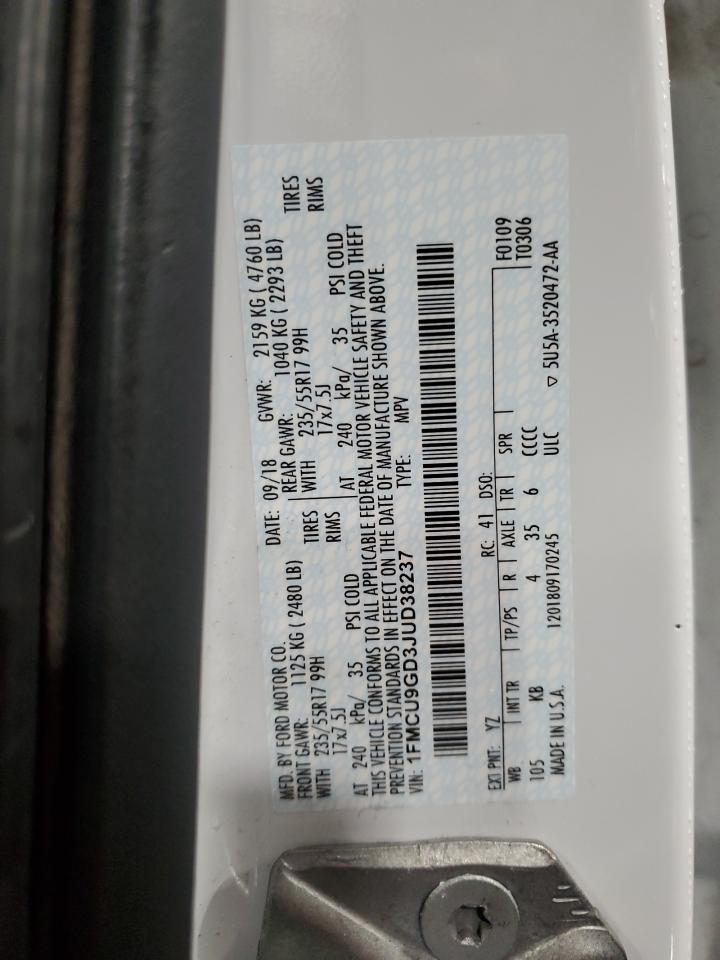 MFD. BY FORD MOTOR CO.
DATE: 09/18 GVWR: 2159 KG ( 4760 LB)
FRONT GAWR: 1125 KG ( 2480 LB) REAR GAWR: 1040 KG ( 2293 LB)
WITH 235/55R17 99H TIRES WITH 235/55R17 99H TIRES
17x7.5J RIMS 17x7.5J RIMS
AT 240 kPa/ 35 PSI COLD AT 240 kPa/ 35 PSI COLD
THIS VEHICLE CONFORMS TO ALL APPLICABLE FEDERAL MOTOR VEHICLE SAFETY AND THEFT
PREVENTION STANDARDS IN EFFECT ON THE DATE OF MANUFACTURE SHOWN ABOVE.
VIN: 1FMCU9GD3JUD38237 TYPE: MPV
EXT PNT: YZ RC: 41 DSO: F0109
WB INT TR TP/PS R AXLE TR SPR T0306
105 KB 4 35 6 CCCC
MADE IN U.S.A. 1201809170245 ULC ▽ 5U5A-3520472-AA